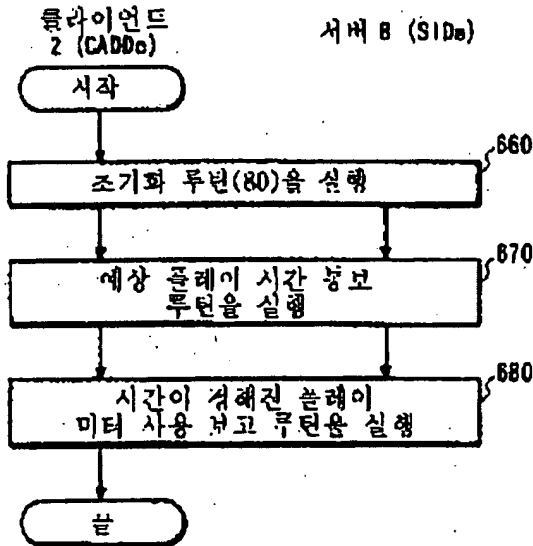 클라이언트
2 (CADDc)
서버 8 (SIDs)
시작
660
초기화 루틴(80)을 실행
670
예상 플레이 시간 통보
루틴을 실행
680
시간이 정해진 플레이
미터 사용 보고 루틴을 실행
끝